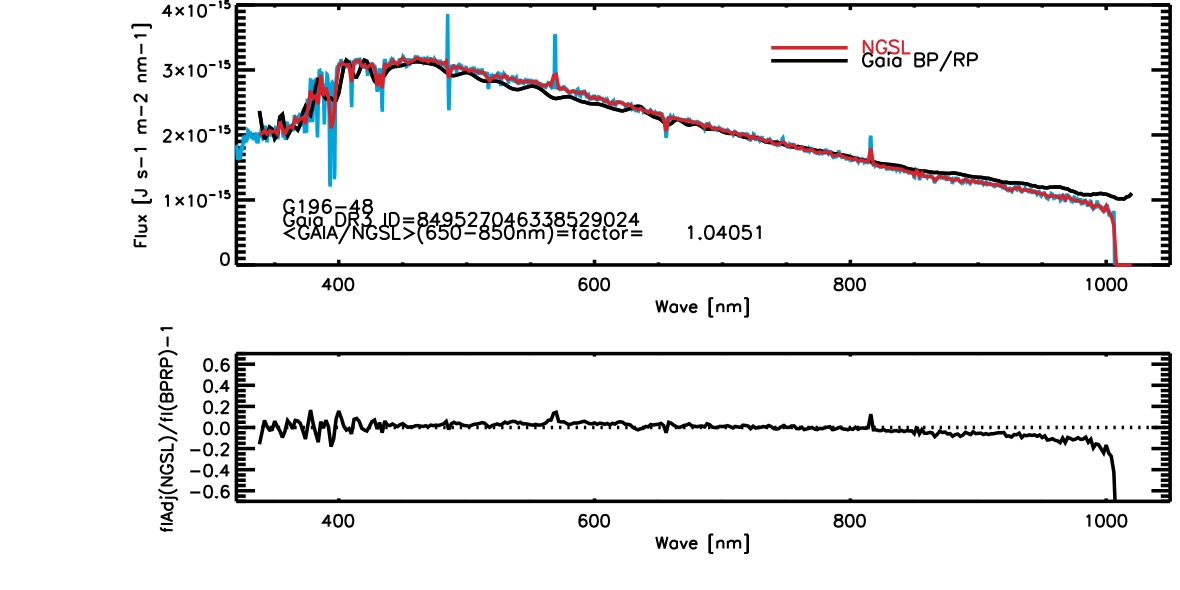 4×10−15
3×10−15
2×10−15
1×10−15
0
Flux [J s−1 m−2 nm−1]
NGSL
Gaia BP/RP
G196−48
Gaia DR3 ID=849527046338529024
<GAIA/NGSL>(650−850nm)=factor= 1.04051
400 600 800 1000
Wave [nm]
flAdj(NGSL)/fl(BPRP)−1
0.6
0.4
0.2
0.0
−0.2
−0.4
−0.6
400 600 800 1000
Wave [nm]